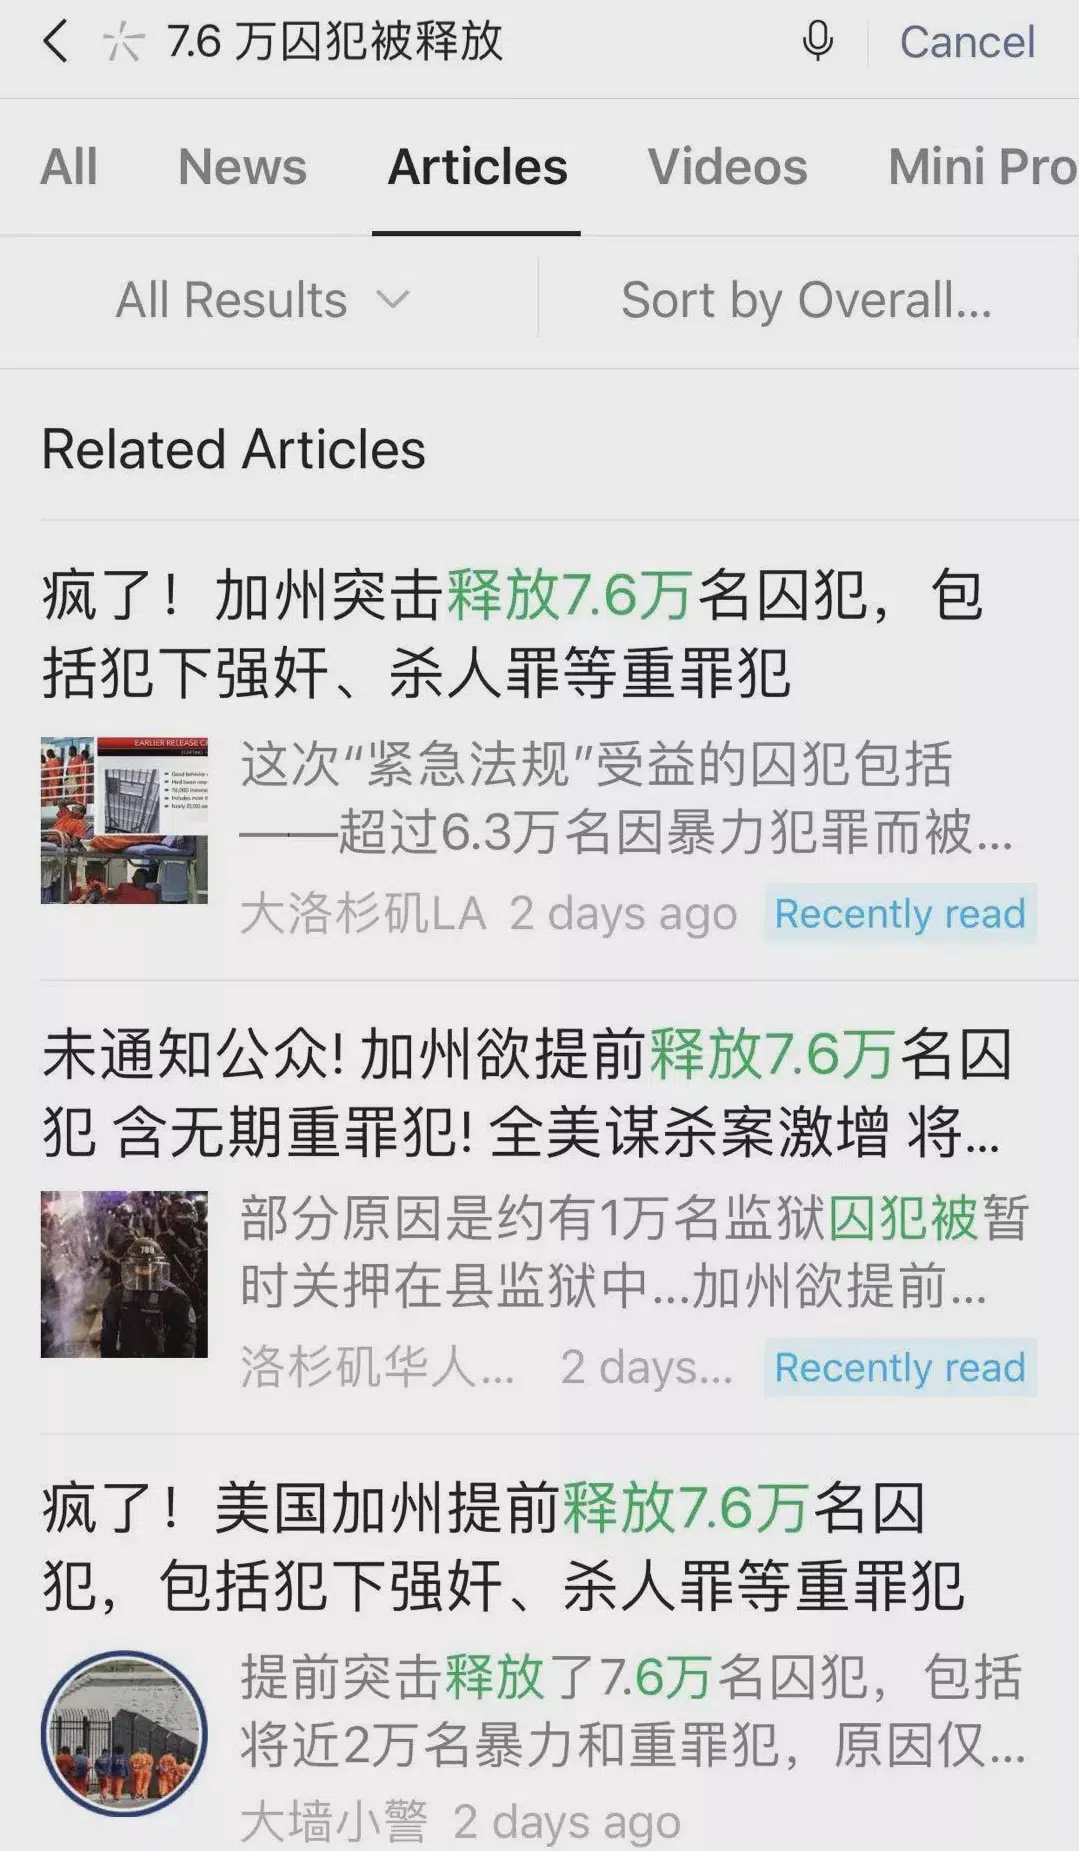 7.6 万囚犯被释放
Cancel
All
News
Articles
Videos
Mini Pro
All Results
Sort by Overall...
Related Articles
疯了！加州突击释放7.6万名囚犯，包
括犯下强奸、杀人罪等重罪犯
EARLIER RELEASE
这次“紧急法规”受益的囚犯包括
——超过6.3万名因暴力犯罪而被...
大洛杉矶LA 2 days ago Recently read
未通知公众! 加州欲提前释放7.6万名囚
犯 含无期重罪犯! 全美谋杀案激增 将...
部分原因是约有1万名监狱囚犯被暂
时关押在县监狱中...加州欲提前...
洛杉矶华人... 2 days... Recently read
疯了！美国加州提前释放7.6万名囚
犯，包括犯下强奸、杀人罪等重罪犯
提前突击释放了7.6万名囚犯，包括
将近2万名暴力和重罪犯，原因仅...
大墙小警 2 days ago